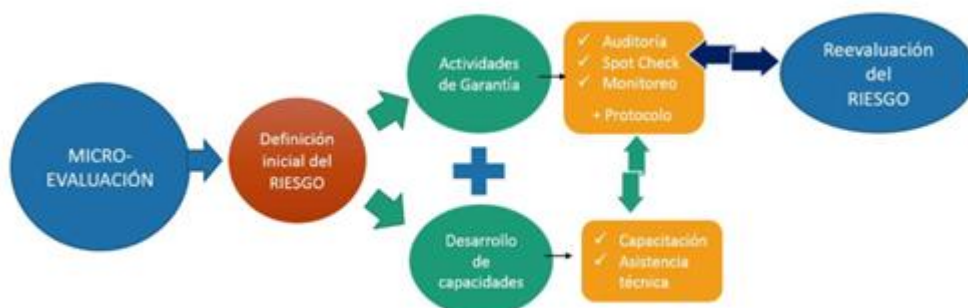 MICRO-
EVALUACIÓN
Definición
inicial del
RIESGO
Actividades
de Garantía
✓ Auditoría
✓ Spot Check
✓ Monitoreo
+ Protocolo
Reevaluación
del
RIESGO
Desarrollo
de
capacidades
✓ Capacitación
✓ Asistencia
técnica